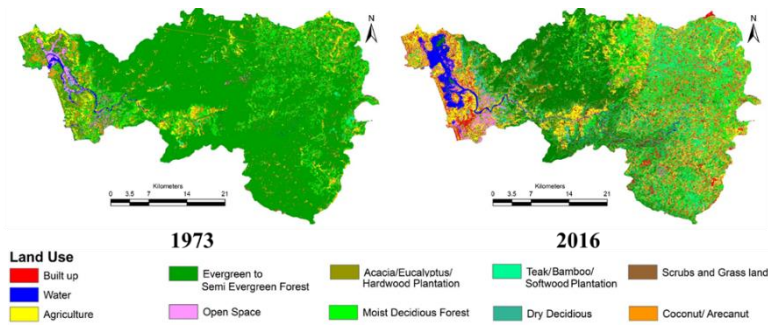 N
N
Kilometers
0 3.5 7 14 21
Kilometers
0 3.5 7 14 21
1973
2016
Land Use
Built up
Water
Agriculture
Evergreen to
Semi Evergreen Forest
Open Space
Acacia/Eucalyptus/
Hardwood Plantation
Moist Decidious Forest
Teak/Bamboo/
Softwood Plantation
Dry Decidious
Scrubs and Grass land
Coconut/ Arecanut